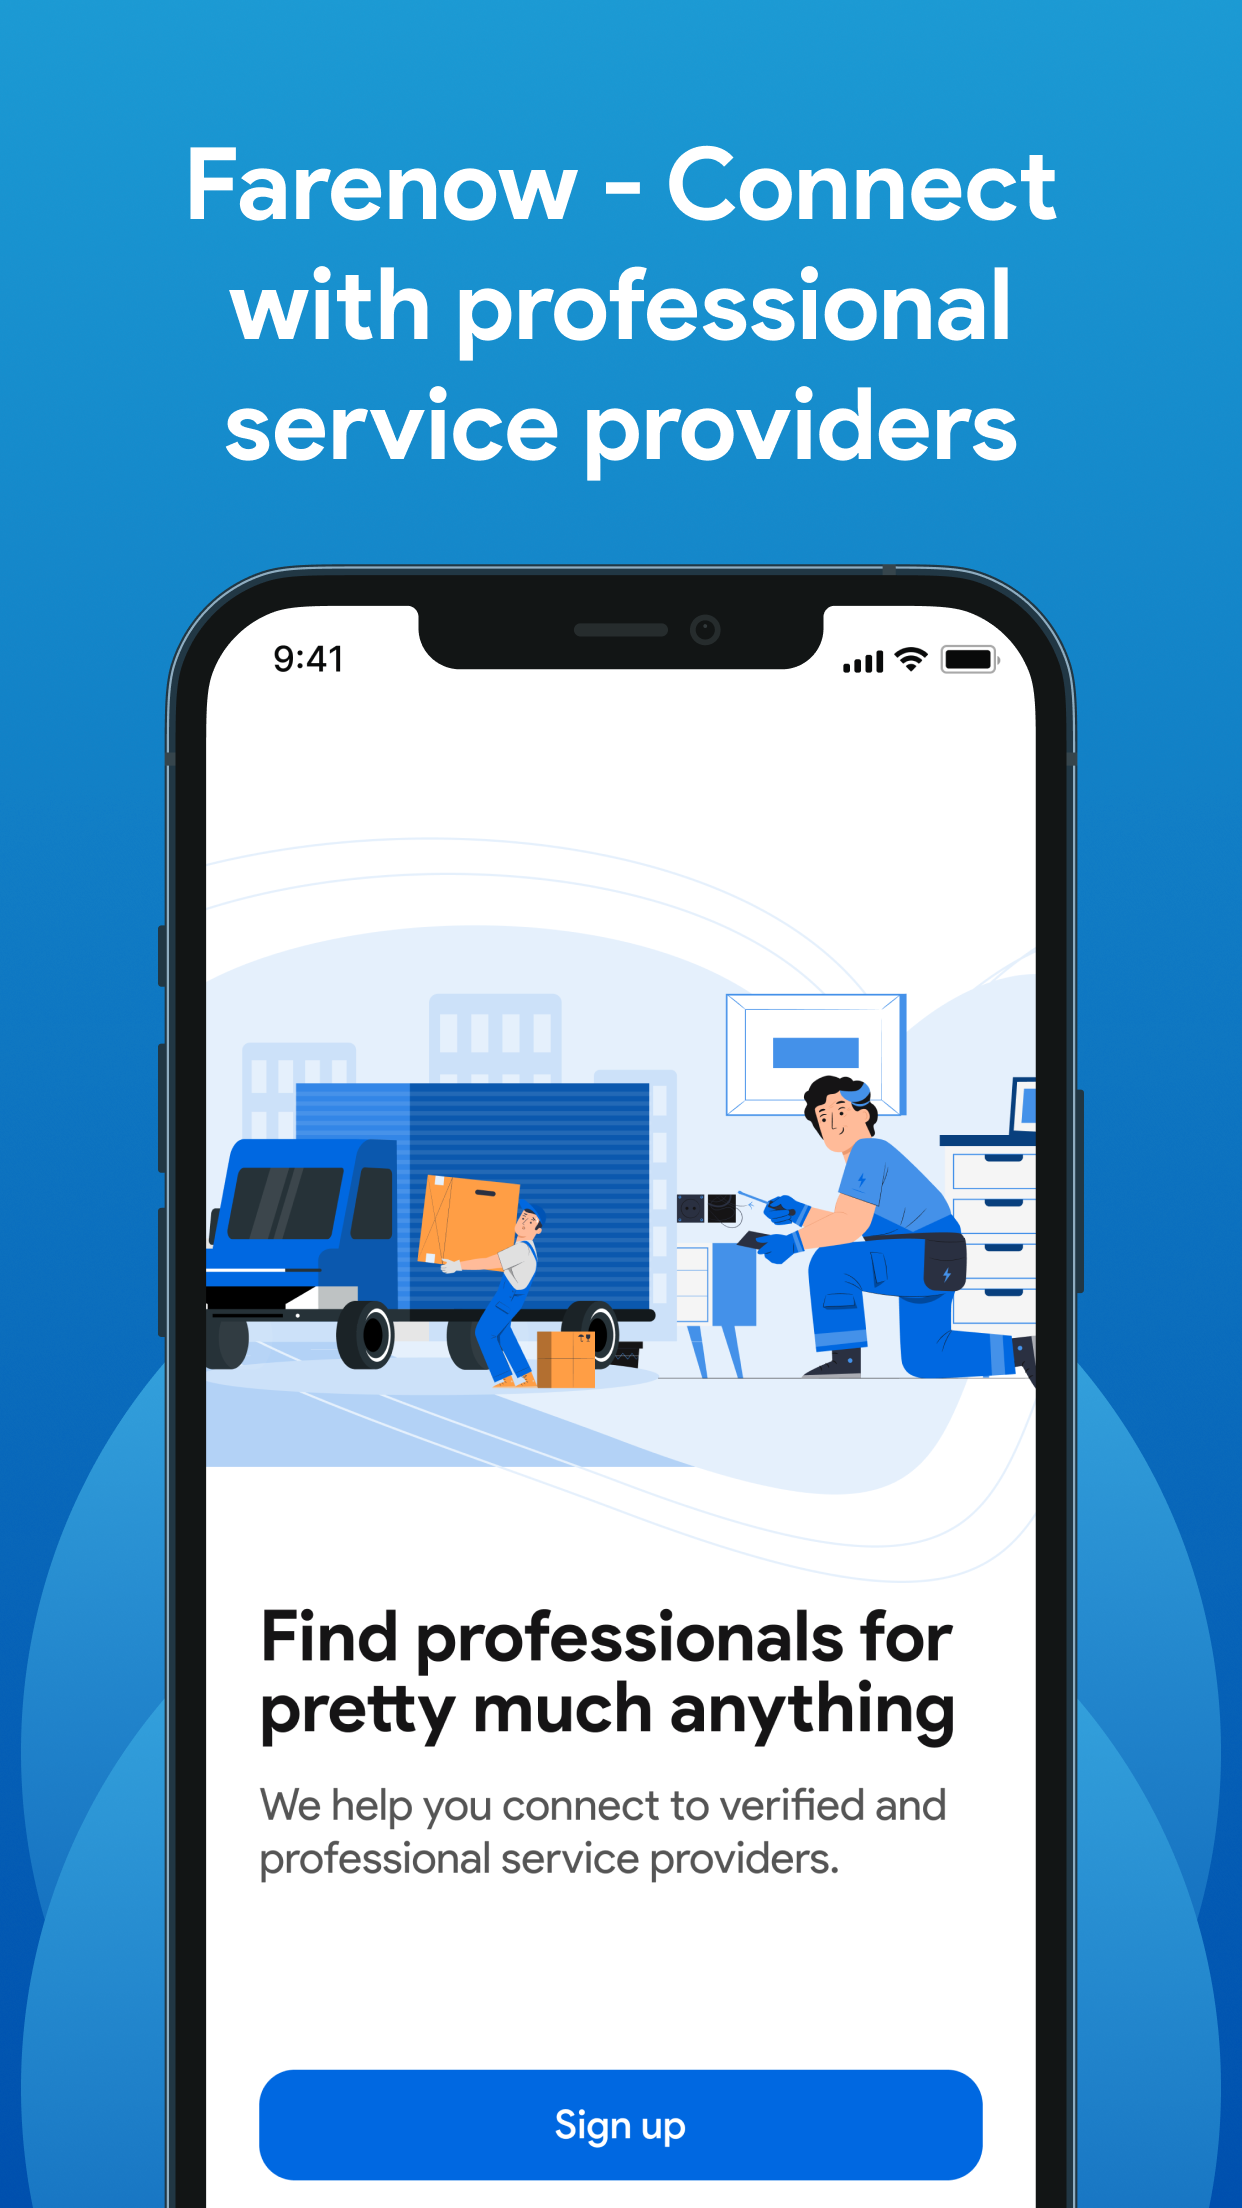 Farenow - Connect
with professional
service providers
9:41
Find professionals for
pretty much anything
We help you connect to verified and
professional service providers.
Sign up